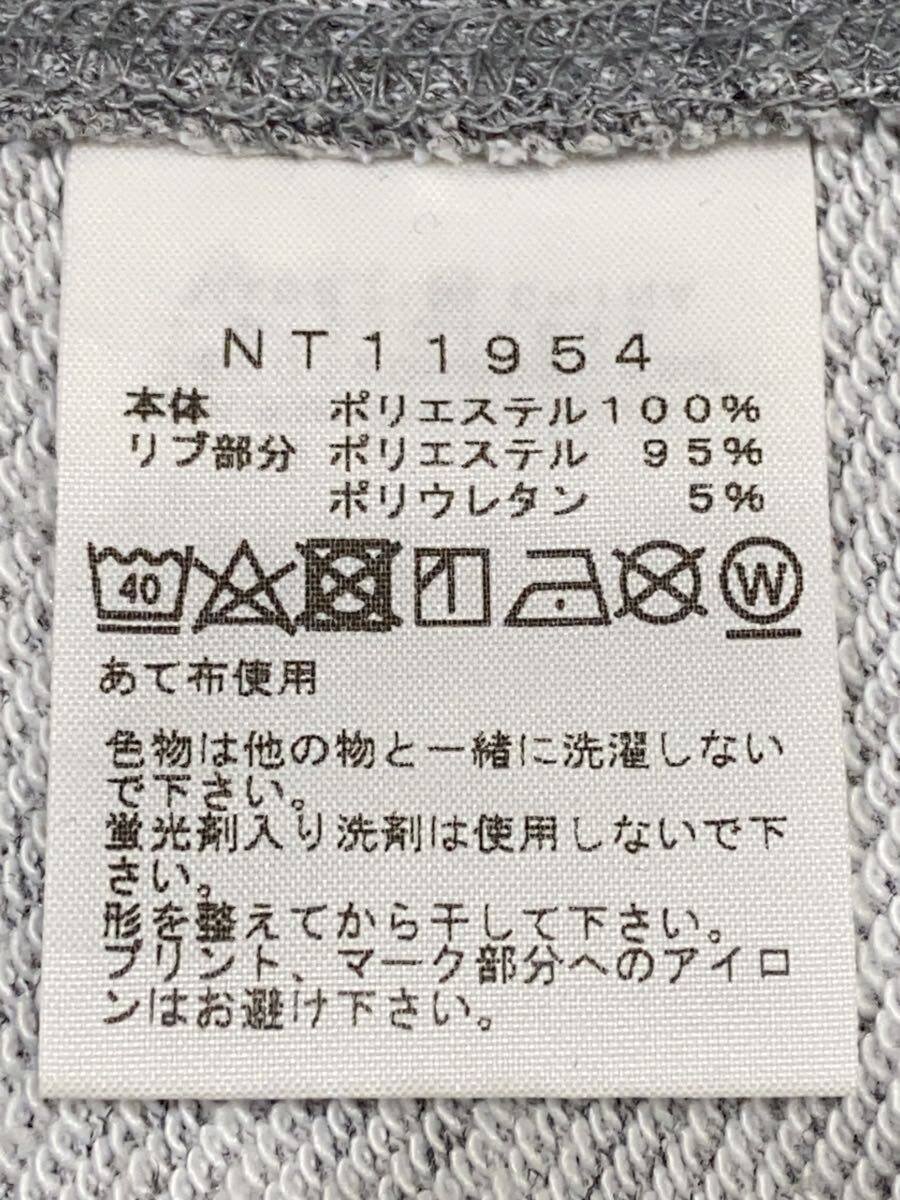 NT11954
本体 ポリエステル100%
リブ部分 ポリエステル 95%
ポリウレタン 5%
40 W
あて布使用
色物は他の物と一緒に洗濯しない
で下さい。
蛍光剤入り洗剤は使用しないで下
さい。
形を整えてから干して下さい。
プリント、マーク部分へのアイロ
ンはお避け下さい。